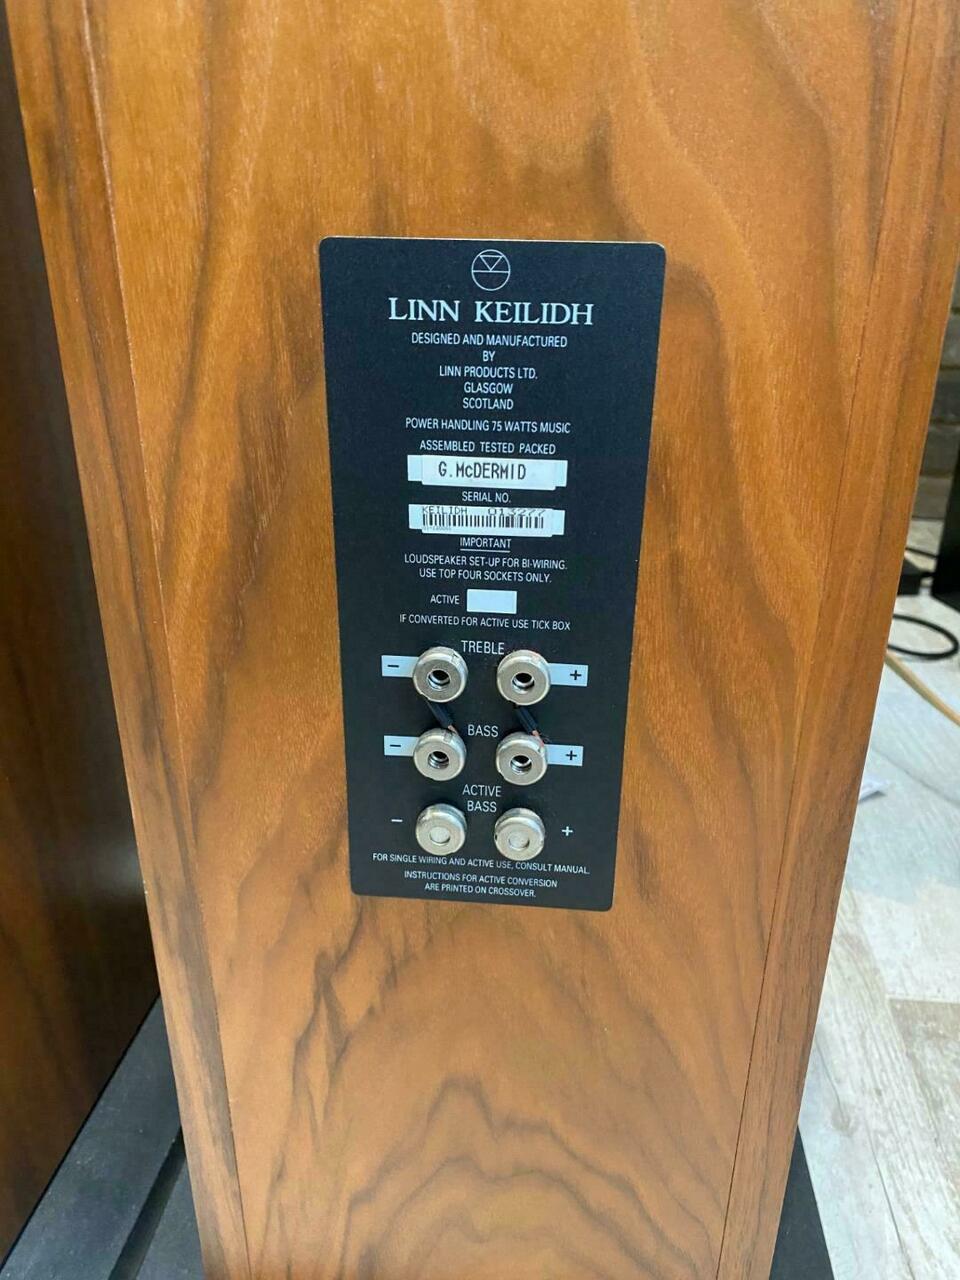 LINN KEILIDH
DESIGNED AND MANUFACTURED
BY
LINN PRODUCTS LTD.
GLASGOW
SCOTLAND
POWER HANDLING 75 WATTS MUSIC
ASSEMBLED TESTED PACKED
G.McDERMID
SERIAL NO.
KEILIDH 013277
IMPORTANT
LOUDSPEAKER SET-UP FOR BI-WIRING.
USE TOP FOUR SOCKETS ONLY.
ACTIVE
IF CONVERTED FOR ACTIVE USE TICK BOX
TREBLE
− +
BASS
− +
ACTIVE
BASS
− +
FOR SINGLE WIRING AND ACTIVE USE, CONSULT MANUAL.
INSTRUCTIONS FOR ACTIVE CONVERSION
ARE PRINTED ON CROSSOVER.